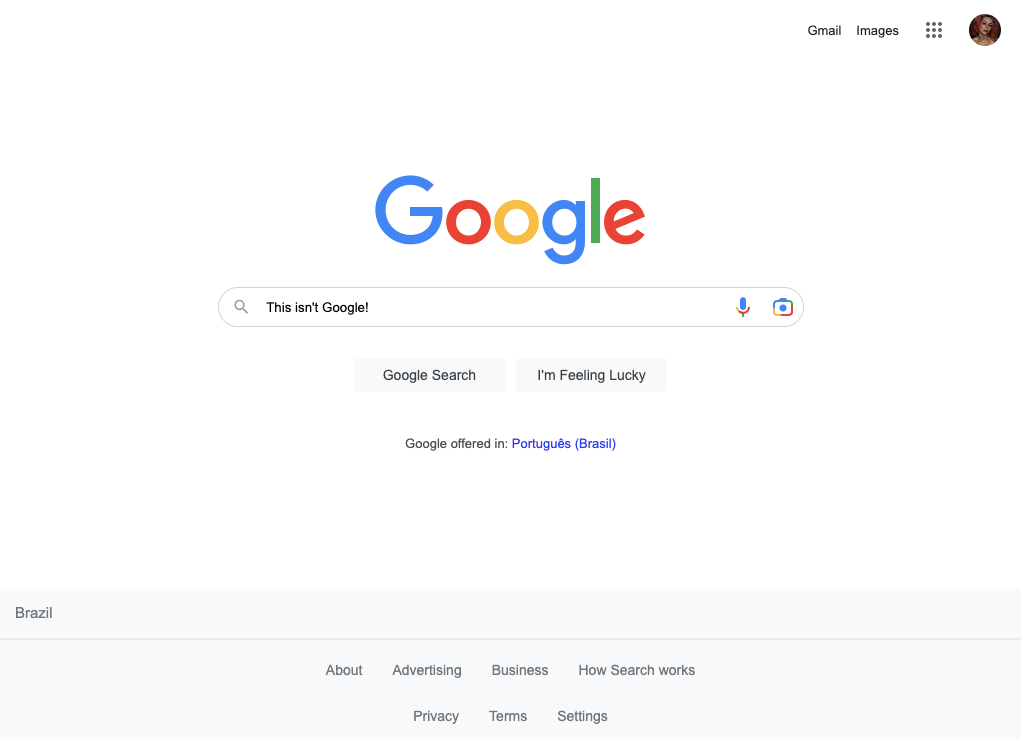 Gmail Images
Google
This isn't Google!
Google Search I'm Feeling Lucky
Google offered in: Português (Brasil)
Brazil
About Advertising Business How Search works
Privacy Terms Settings